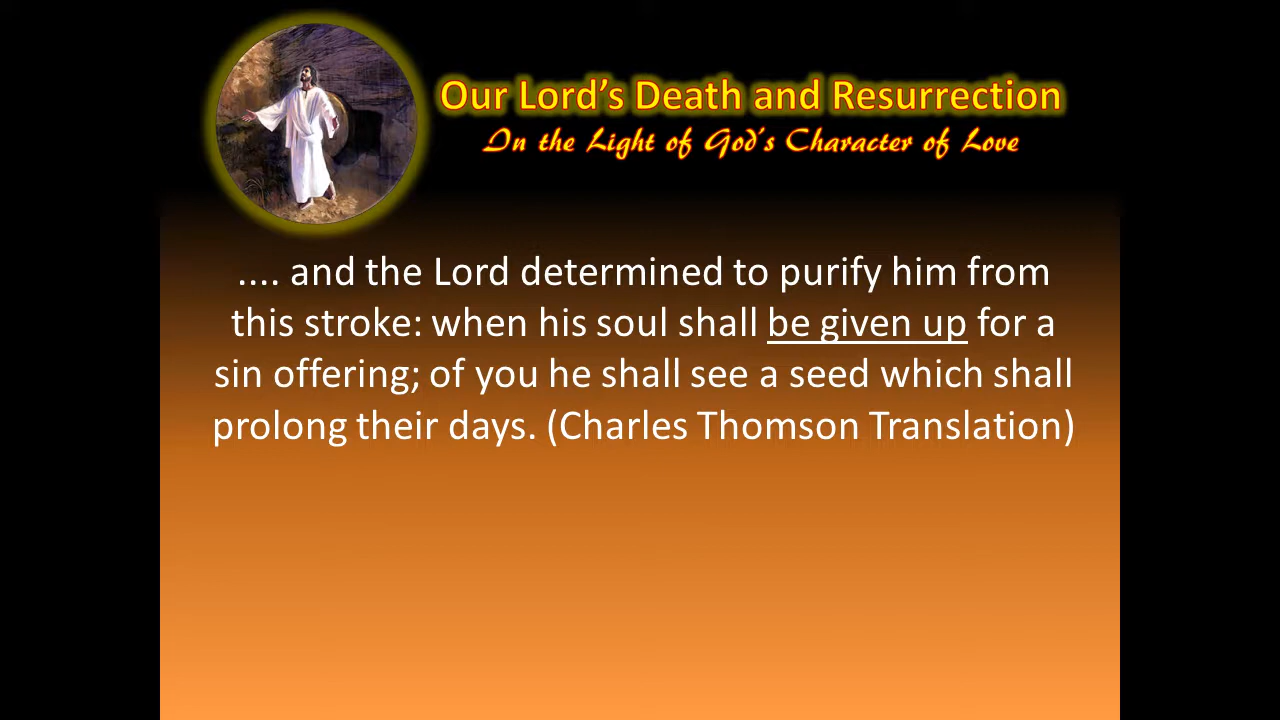 Our Lord's Death and Resurrection
In the Light of God's Character of Love
.... and the Lord determined to purify him from
this stroke: when his soul shall be given up for a
sin offering; of you he shall see a seed which shall
prolong their days. (Charles Thomson Translation)